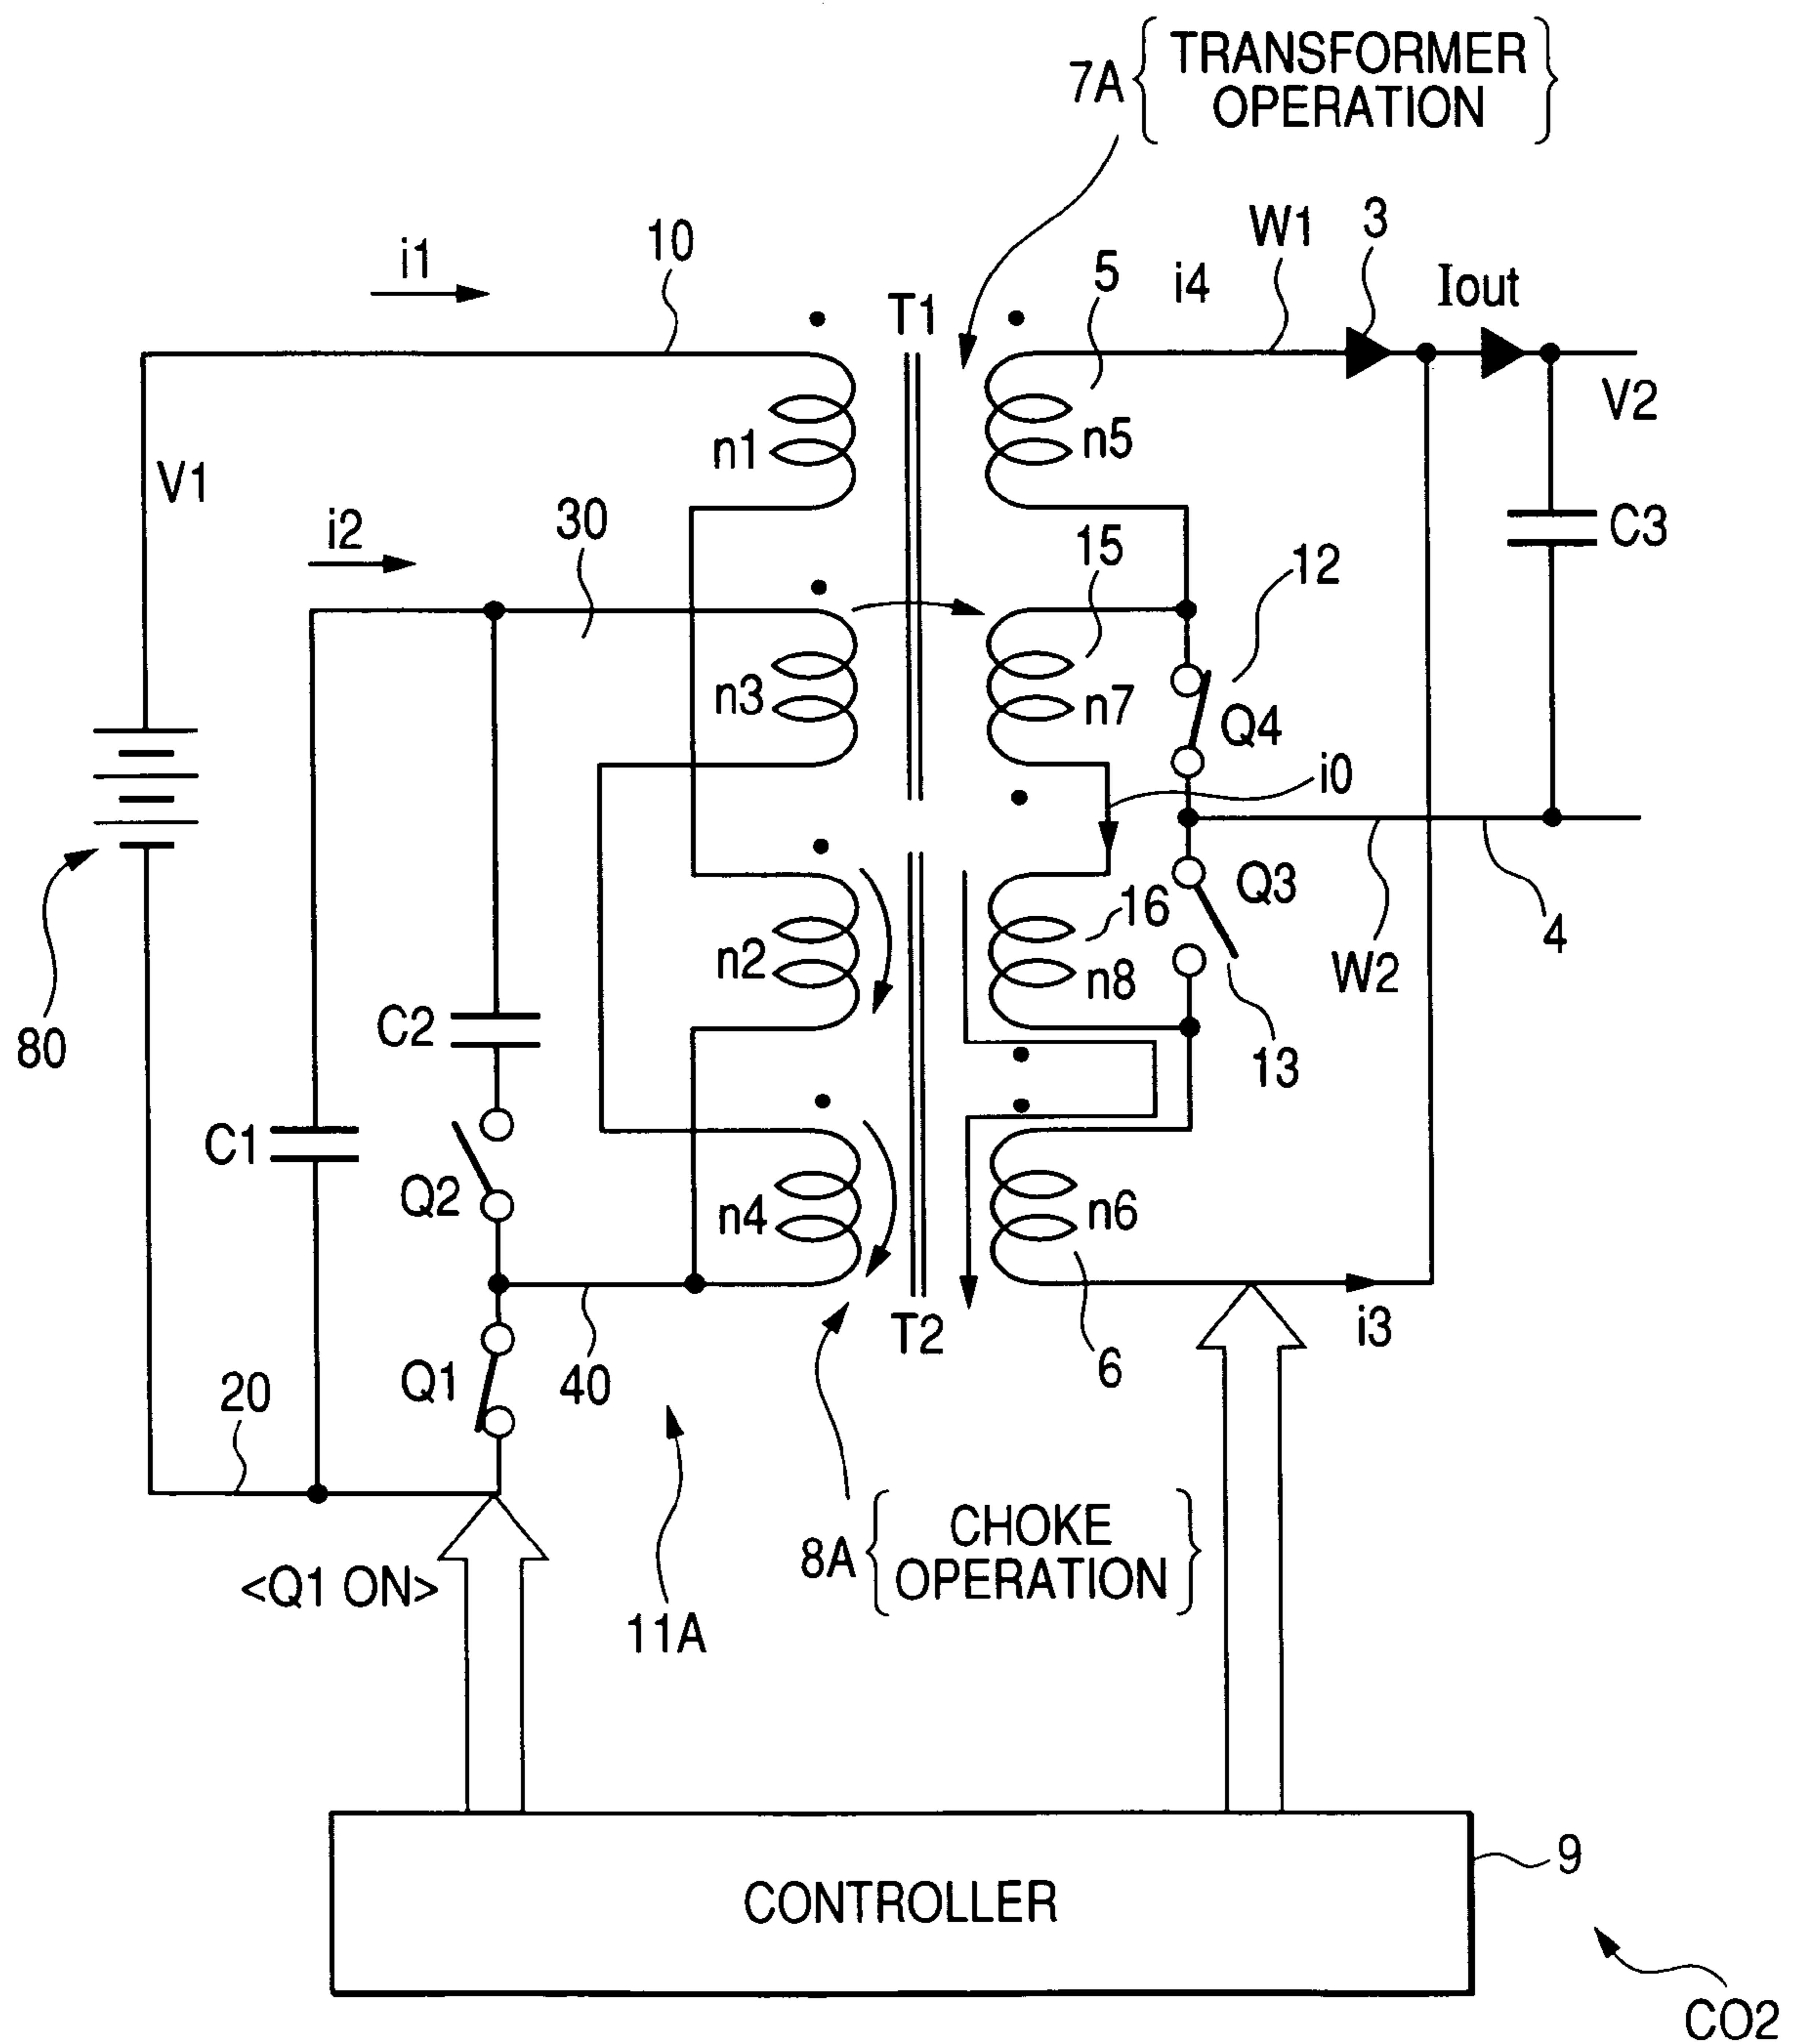 7A
TRANSFORMER
OPERATION
i1
10
T1
5
i4
W1
3
Iout
V2
V1
n1
n5
i2
30
15
12
C3
n3
n7
Q4
i0
n2
16
n8
Q3
W2
4
80
C2
13
C1
Q2
n4
n6
20
Q1
40
T2
6
i3
<Q1 ON>
11A
8A
CHOKE
OPERATION
CONTROLLER
9
CO2